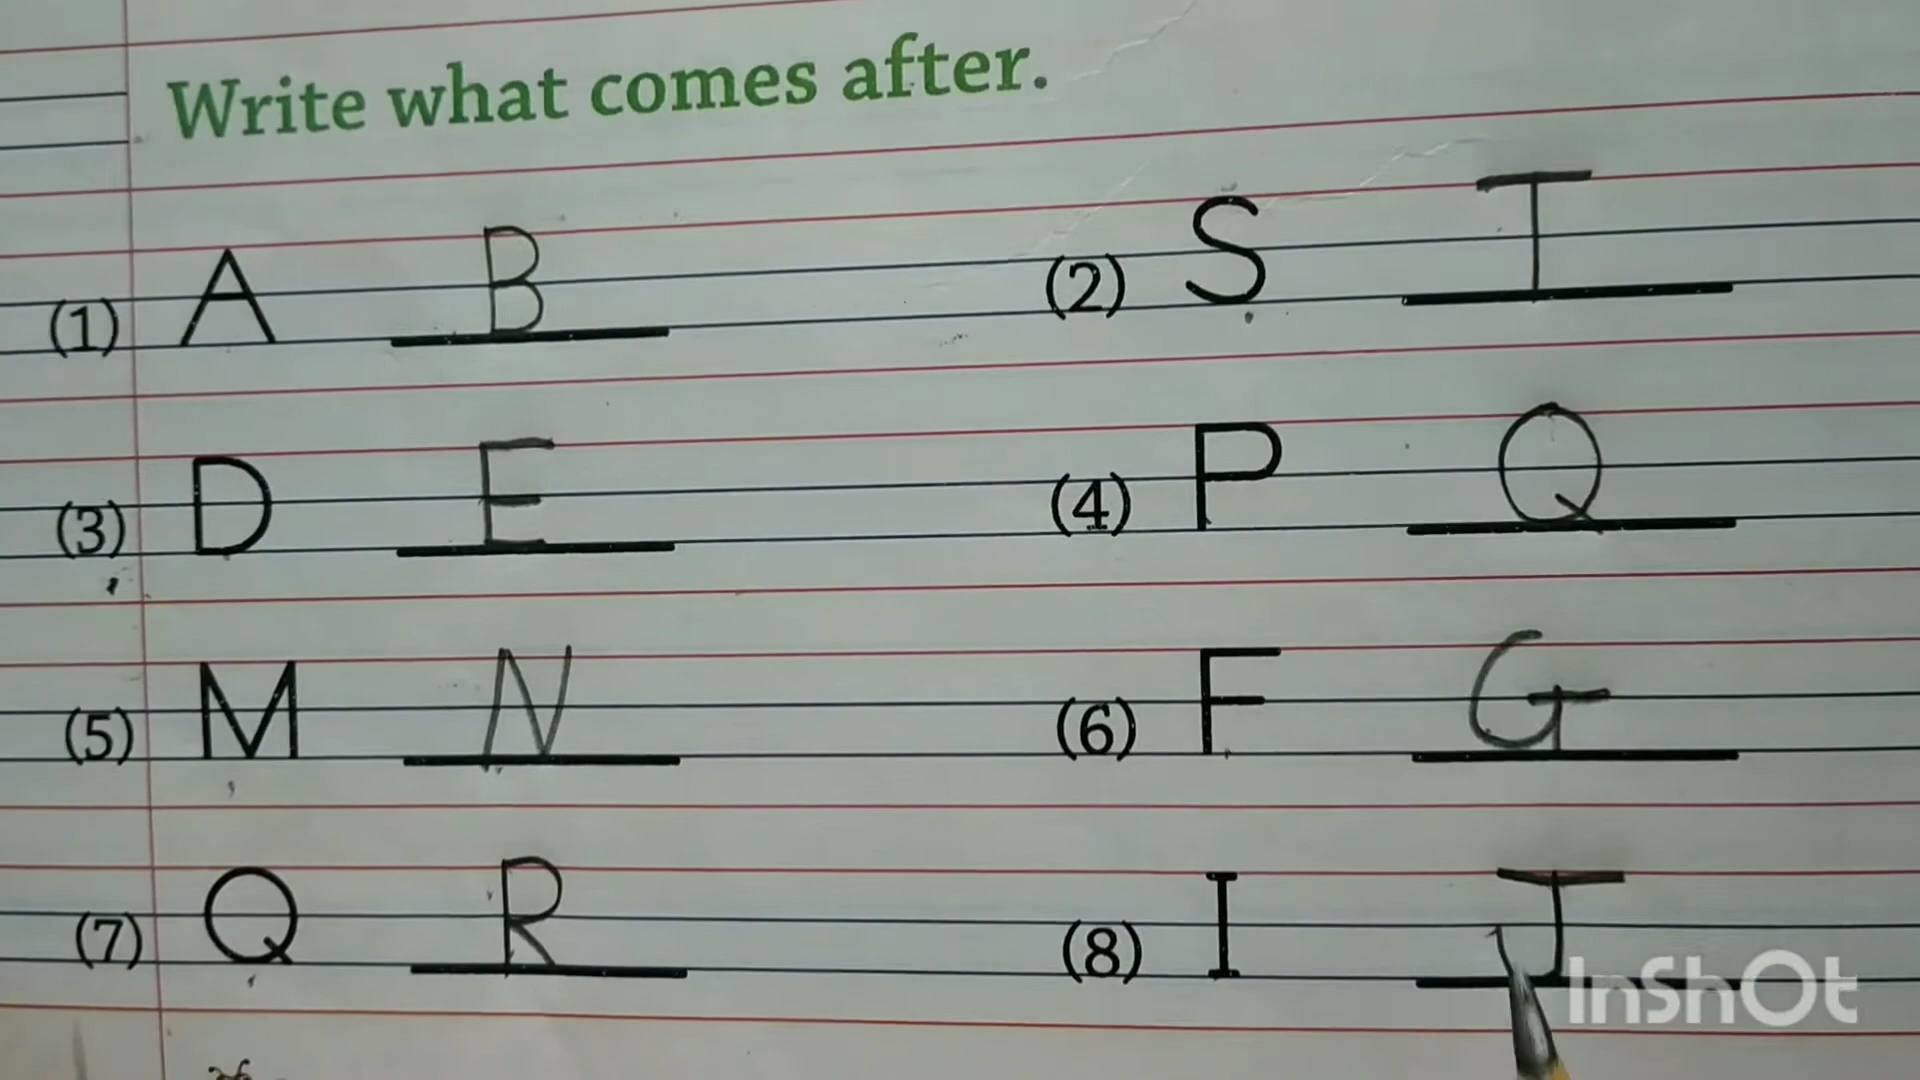 Write what comes after.
(1) A B (2) S T
(3) D E (4) P Q
(5) M N (6) F G
(7) Q R (8) I J
InShOt